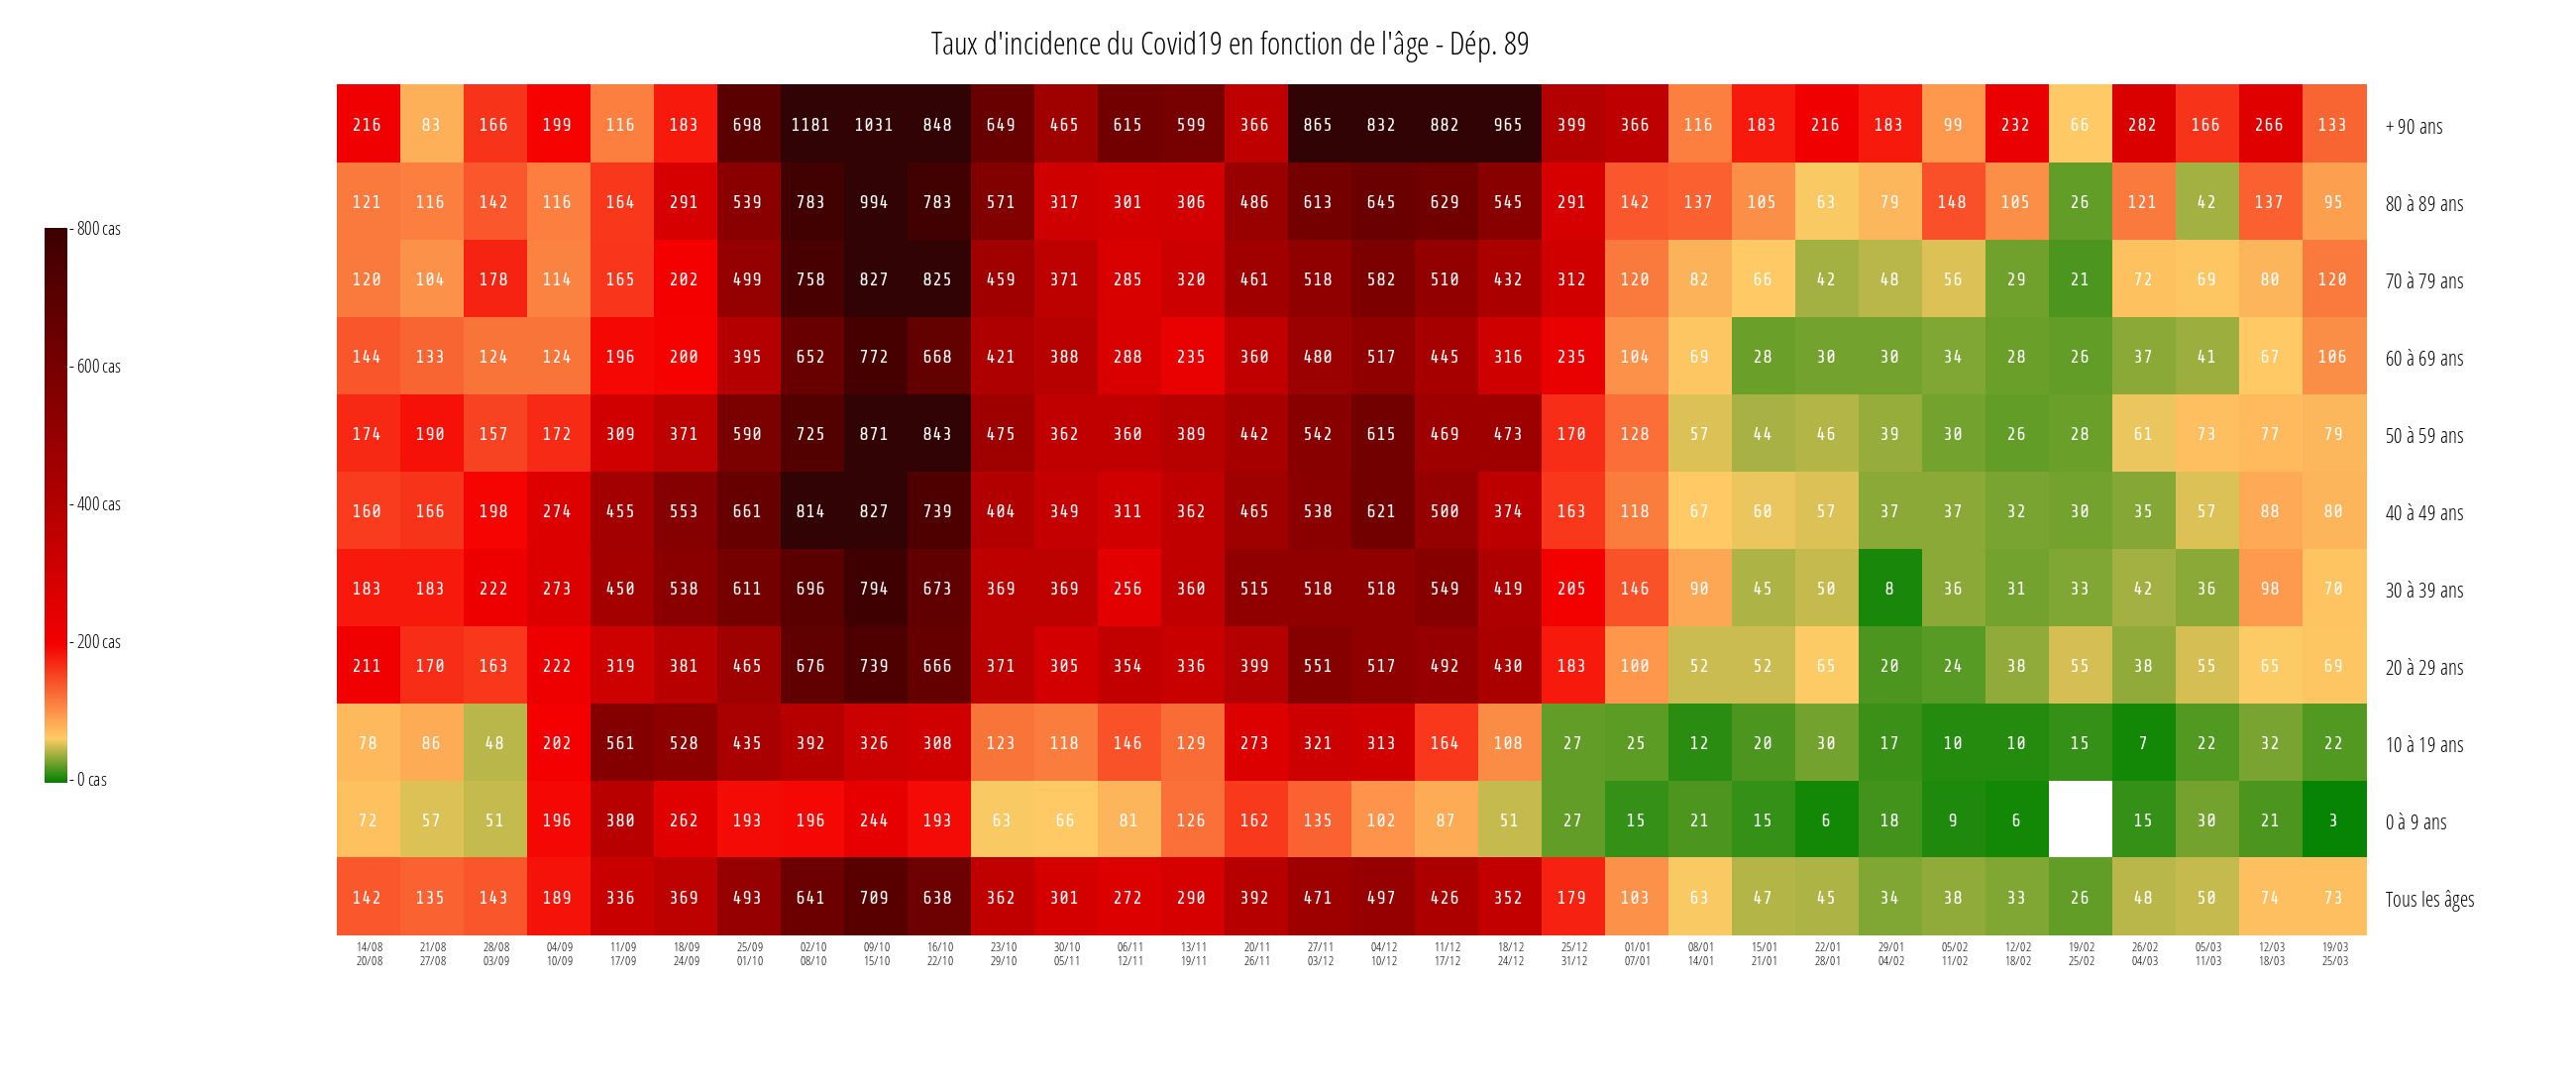 Taux d'incidence du Covid19 en fonction de l'âge - Dép. 89
- 800 cas
- 600 cas
- 400 cas
- 200 cas
- 0 cas
216 83 166 199 116 183 698 1181 1031 848 649 465 615 599 366 865 832 882 965 399 366 116 183 216 183 99 232 66 282 166 266 133 + 90 ans
121 116 142 116 164 291 539 783 994 783 571 317 301 306 486 613 645 629 545 291 142 137 105 63 79 148 105 26 121 42 137 95 80 à 89 ans
120 104 178 114 165 202 499 758 827 825 459 371 285 320 461 518 582 510 432 312 120 82 66 42 48 56 29 21 72 69 80 120 70 à 79 ans
144 133 124 124 196 200 395 652 772 668 421 388 288 235 360 480 517 445 316 235 104 69 28 30 30 34 28 26 37 41 67 106 60 à 69 ans
174 190 157 172 309 371 590 725 871 843 475 362 360 389 442 542 615 469 473 170 128 57 44 46 39 30 26 28 61 73 77 79 50 à 59 ans
160 166 198 274 455 553 661 814 827 739 404 349 311 362 465 538 621 500 374 163 118 67 60 57 37 37 32 30 35 57 88 80 40 à 49 ans
183 183 222 273 450 538 611 696 794 673 369 369 256 360 515 518 518 549 419 205 146 90 45 50 8 36 31 33 42 36 98 70 30 à 39 ans
211 170 163 222 319 381 465 676 739 666 371 305 354 336 399 551 517 492 430 183 100 52 52 65 20 24 38 55 38 55 65 69 20 à 29 ans
78 86 48 202 561 528 435 392 326 308 123 118 146 129 273 321 313 164 108 27 25 12 20 30 17 10 10 15 7 22 32 22 10 à 19 ans
72 57 51 196 380 262 193 196 244 193 63 66 81 126 162 135 102 87 51 27 15 21 15 6 18 9 6 15 30 21 3 0 à 9 ans
142 135 143 189 336 369 493 641 709 638 362 301 272 290 392 471 497 426 352 179 103 63 47 45 34 38 33 26 48 50 74 73 Tous les âges
14/08 21/08 28/08 04/09 11/09 18/09 25/09 02/10 09/10 16/10 23/10 30/10 06/11 13/11 20/11 27/11 04/12 11/12 18/12 25/12 01/01 08/01 15/01 22/01 29/01 05/02 12/02 19/02 26/02 05/03 12/03 19/03
20/08 27/08 03/09 10/09 17/09 24/09 01/10 08/10 15/10 22/10 29/10 05/11 12/11 19/11 26/11 03/12 10/12 17/12 24/12 31/12 07/01 14/01 21/01 28/01 04/02 11/02 18/02 25/02 04/03 11/03 18/03 25/03